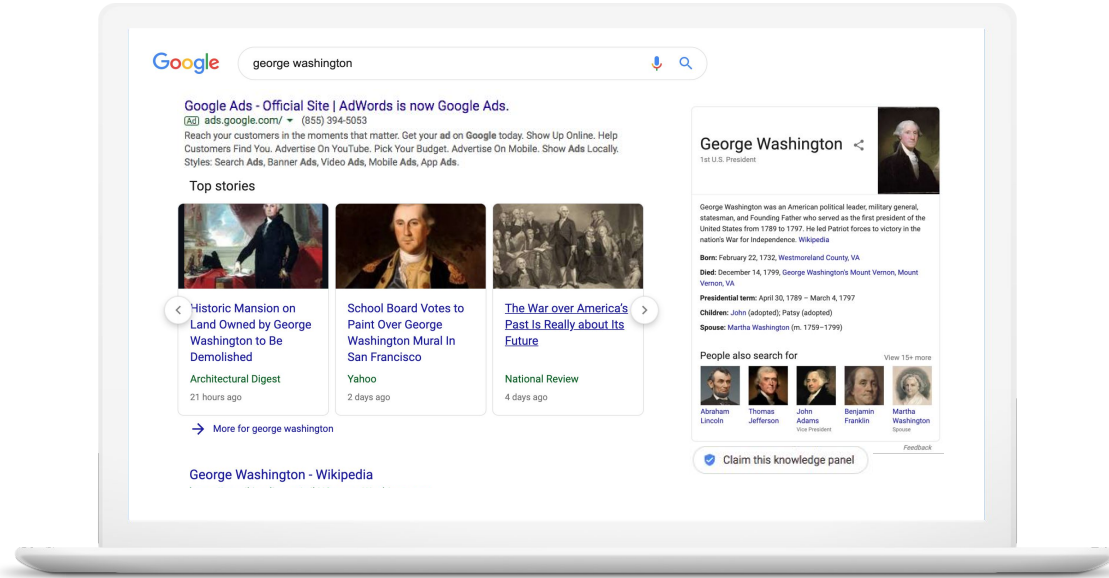 Google
george washington
Google Ads - Official Site | AdWords is now Google Ads.
Ad ads.google.com/ (855) 394-5053
Reach your customers in the moments that matter. Get your ad on Google today. Show Up Online. Help
Customers Find You. Advertise On YouTube. Pick Your Budget. Advertise On Mobile. Show Ads Locally.
Styles: Search Ads, Banner Ads, Video Ads, Mobile Ads, App Ads.
Top stories
Historic Mansion on
Land Owned by George
Washington to Be
Demolished
Architectural Digest
21 hours ago
School Board Votes to
Paint Over George
Washington Mural In
San Francisco
Yahoo
2 days ago
The War over America's
Past Is Really about Its
Future
National Review
4 days ago
More for george washington
George Washington - Wikipedia
George Washington
1st U.S. President
George Washington was an American political leader, military general,
statesman, and Founding Father who served as the first president of the
United States from 1789 to 1797. He led Patriot forces to victory in the
nation's War for Independence. Wikipedia
Born: February 22, 1732, Westmoreland County, VA
Died: December 14, 1799, George Washington's Mount Vernon, Mount
Vernon, VA
Presidential term: April 30, 1789 – March 4, 1797
Children: John (adopted); Patsy (adopted)
Spouse: Martha Washington (m. 1759–1799)
People also search for
View 15+ more
Abraham
Lincoln
Thomas
Jefferson
John
Adams
Vice President
Benjamin
Franklin
Martha
Washington
Spouse
Feedback
Claim this knowledge panel